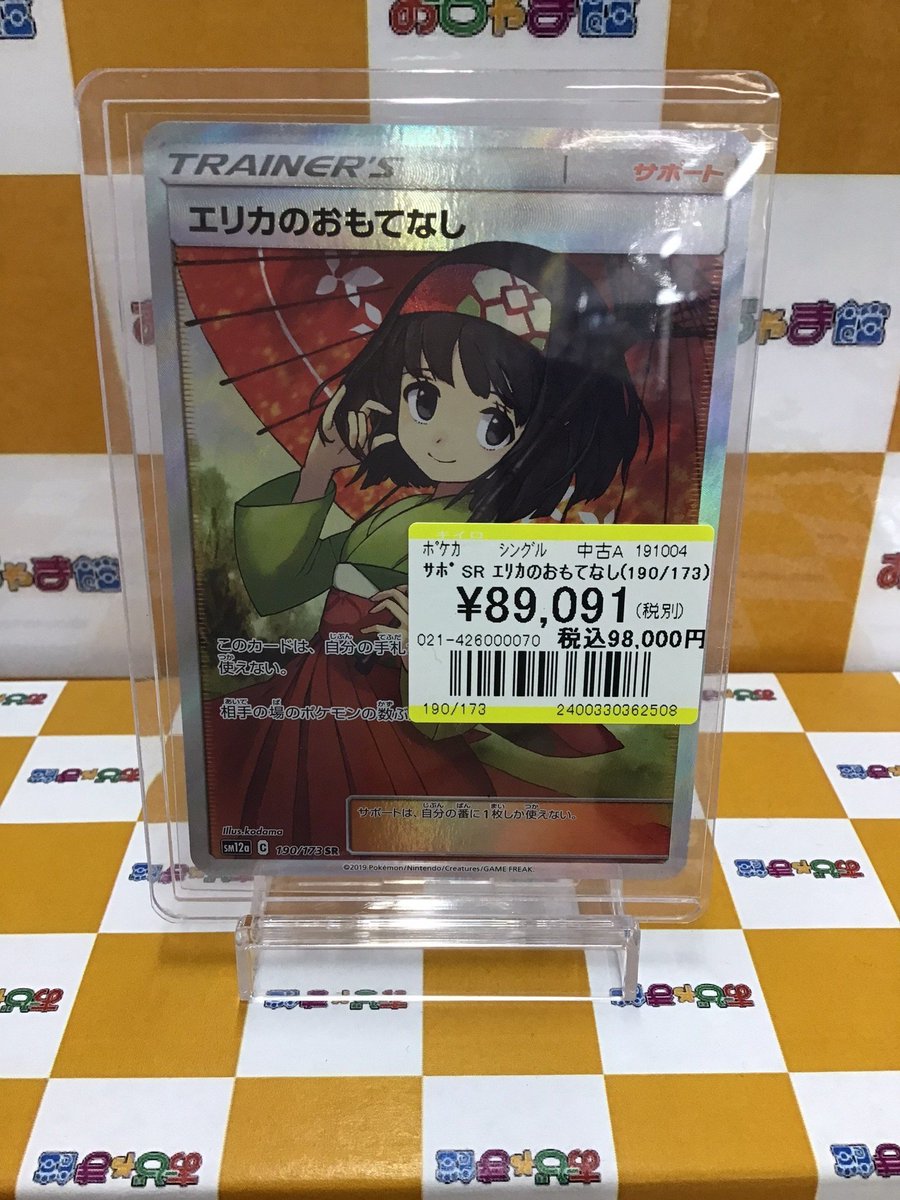 おじゃま館
TRAINER'S
サポート
エリカのおもてなし
ポケカ シングル 中古A 191004
サポ SR エリカのおもてなし(190/173)
¥89,091(税別)
021-426000070 税込98,000円
190/173 2400330362508
このカードは、自分の手札
使えない。
相手の場のポケモンの数ぶ
サポートは、自分の番に1枚しか使えない。
Illus.kodama
sm12a C 190/173 SR
©2019 Pokémon/Nintendo/Creatures/GAME FREAK.